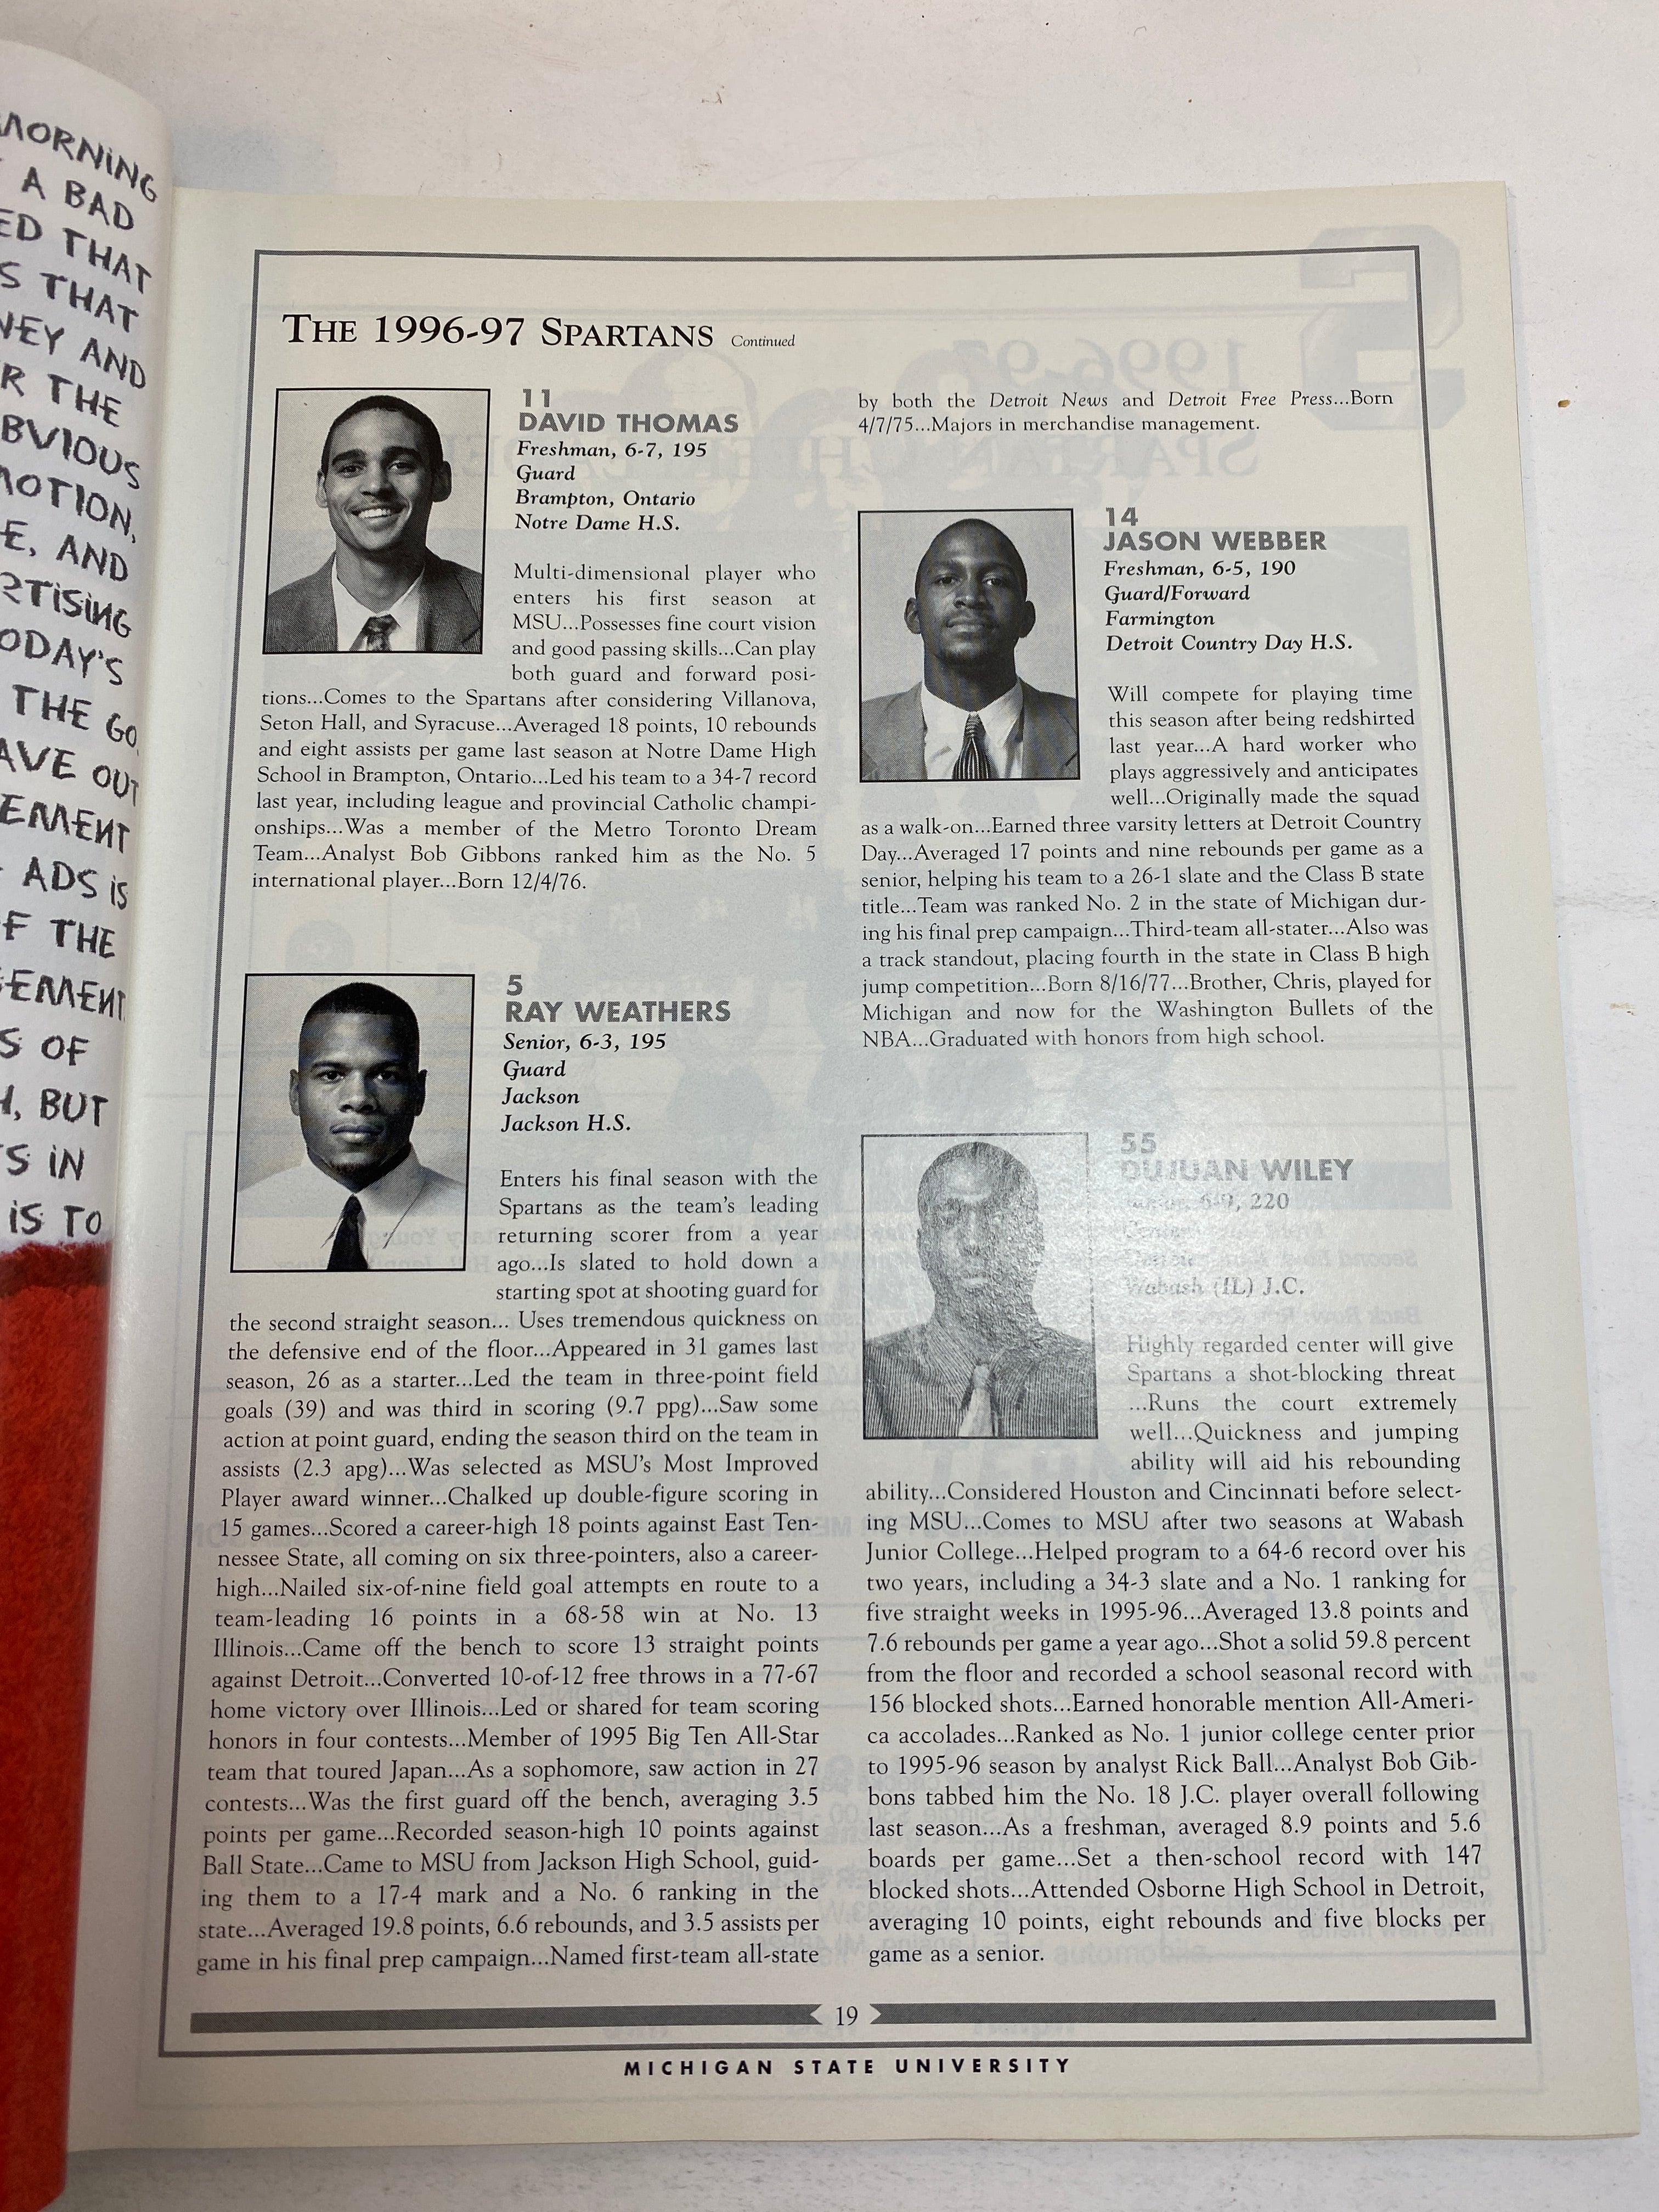 MORNiNG
A BAD
THAT
THAT
AND
THE
MOTiON,
AND
TODAY'S
THE GO
OUT
ADS iS
THE
OF
BUT
iN
iS TO
THE 1996-97 SPARTANS Continued
11
DAVID THOMAS
Freshman, 6-7, 195
Guard
Brampton, Ontario
Notre Dame H.S.
Multi-dimensional player who
enters his first season at
MSU...Possesses fine court vision
and good passing skills...Can play
both guard and forward posi-
tions...Comes to the Spartans after considering Villanova,
Seton Hall, and Syracuse...Averaged 18 points, 10 rebounds
and eight assists per game last season at Notre Dame High
School in Brampton, Ontario...Led his team to a 34-7 record
last year, including league and provincial Catholic champi-
onships...Was a member of the Metro Toronto Dream
Team...Analyst Bob Gibbons ranked him as the No. 5
international player...Born 12/4/76.
5
RAY WEATHERS
Senior, 6-3, 195
Guard
Jackson
Jackson H.S.
Enters his final season with the
Spartans as the team's leading
returning scorer from a year
ago...Is slated to hold down a
starting spot at shooting guard for
the second straight season... Uses tremendous quickness on
the defensive end of the floor...Appeared in 31 games last
season, 26 as a starter...Led the team in three-point field
goals (39) and was third in scoring (9.7 ppg)...Saw some
action at point guard, ending the season third on the team in
assists (2.3 apg)...Was selected as MSU's Most Improved
Player award winner...Chalked up double-figure scoring in
15 games...Scored a career-high 18 points against East Ten-
nessee State, all coming on six three-pointers, also a career-
high...Nailed six-of-nine field goal attempts en route to a
team-leading 16 points in a 68-58 win at No. 13
Illinois...Came off the bench to score 13 straight points
against Detroit...Converted 10-of-12 free throws in a 77-67
home victory over Illinois...Led or shared for team scoring
honors in four contests...Member of 1995 Big Ten All-Star
team that toured Japan...As a sophomore, saw action in 27
contests...Was the first guard off the bench, averaging 3.5
points per game...Recorded season-high 10 points against
Ball State...Came to MSU from Jackson High School, guid-
ing them to a 17-4 mark and a No. 6 ranking in the
state...Averaged 19.8 points, 6.6 rebounds, and 3.5 assists per
game in his final prep campaign...Named first-team all-state
by both the Detroit News and Detroit Free Press...Born
4/7/75...Majors in merchandise management.
14
JASON WEBBER
Freshman, 6-5, 190
Guard/Forward
Farmington
Detroit Country Day H.S.
Will compete for playing time
this season after being redshirted
last year...A hard worker who
plays aggressively and anticipates
well...Originally made the squad
as a walk-on...Earned three varsity letters at Detroit Country
Day...Averaged 17 points and nine rebounds per game as a
senior, helping his team to a 26-1 slate and the Class B state
title...Team was ranked No. 2 in the state of Michigan dur-
ing his final prep campaign...Third-team all-stater...Also was
a track standout, placing fourth in the state in Class B high
jump competition...Born 8/16/77...Brother, Chris, played for
Michigan and now for the Washington Bullets of the
NBA...Graduated with honors from high school.
55
DUJUAN WILEY
Junior, 6-9, 220
Center
Wabash (IL) J.C.
Highly regarded center will give
Spartans a shot-blocking threat
...Runs the court extremely
well...Quickness and jumping
ability will aid his rebounding
ability...Considered Houston and Cincinnati before select-
ing MSU...Comes to MSU after two seasons at Wabash
Junior College...Helped program to a 64-6 record over his
two years, including a 34-3 slate and a No. 1 ranking for
five straight weeks in 1995-96...Averaged 13.8 points and
7.6 rebounds per game a year ago...Shot a solid 59.8 percent
from the floor and recorded a school seasonal record with
156 blocked shots...Earned honorable mention All-Ameri-
ca accolades...Ranked as No. 1 junior college center prior
to 1995-96 season by analyst Rick Ball...Analyst Bob Gib-
bons tabbed him the No. 18 J.C. player overall following
last season...As a freshman, averaged 8.9 points and 5.6
boards per game...Set a then-school record with 147
blocked shots...Attended Osborne High School in Detroit,
averaging 10 points, eight rebounds and five blocks per
game as a senior.
19
MICHIGAN STATE UNIVERSITY